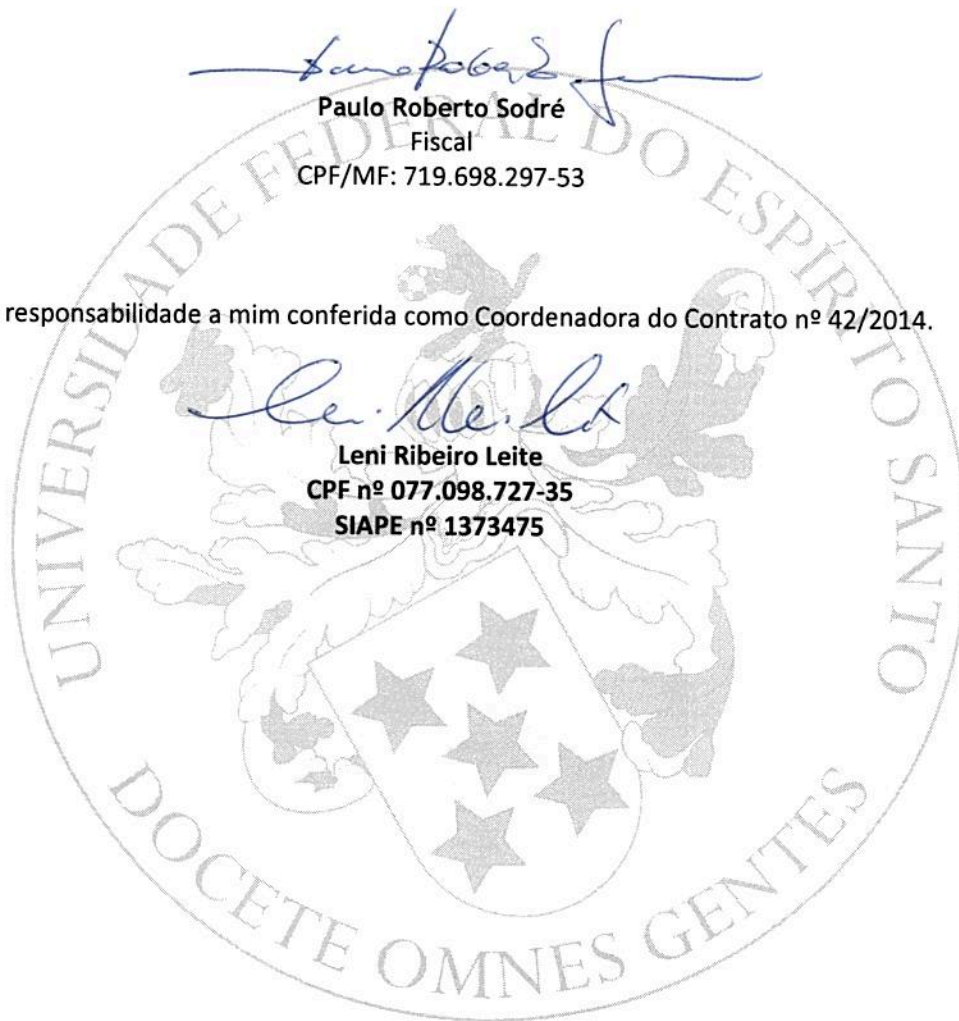 Paulo Roberto Sodré
Fiscal
CPF/MF: 719.698.297-53
responsabilidade a mim conferida como Coordenadora do Contrato nº 42/2014.
Leni Ribeiro Leite
CPF nº 077.098.727-35
SIAPE nº 1373475
UNIVERSIDADE FEDERAL DO ESPÍRITO SANTO
DOCETE OMNES GENTES